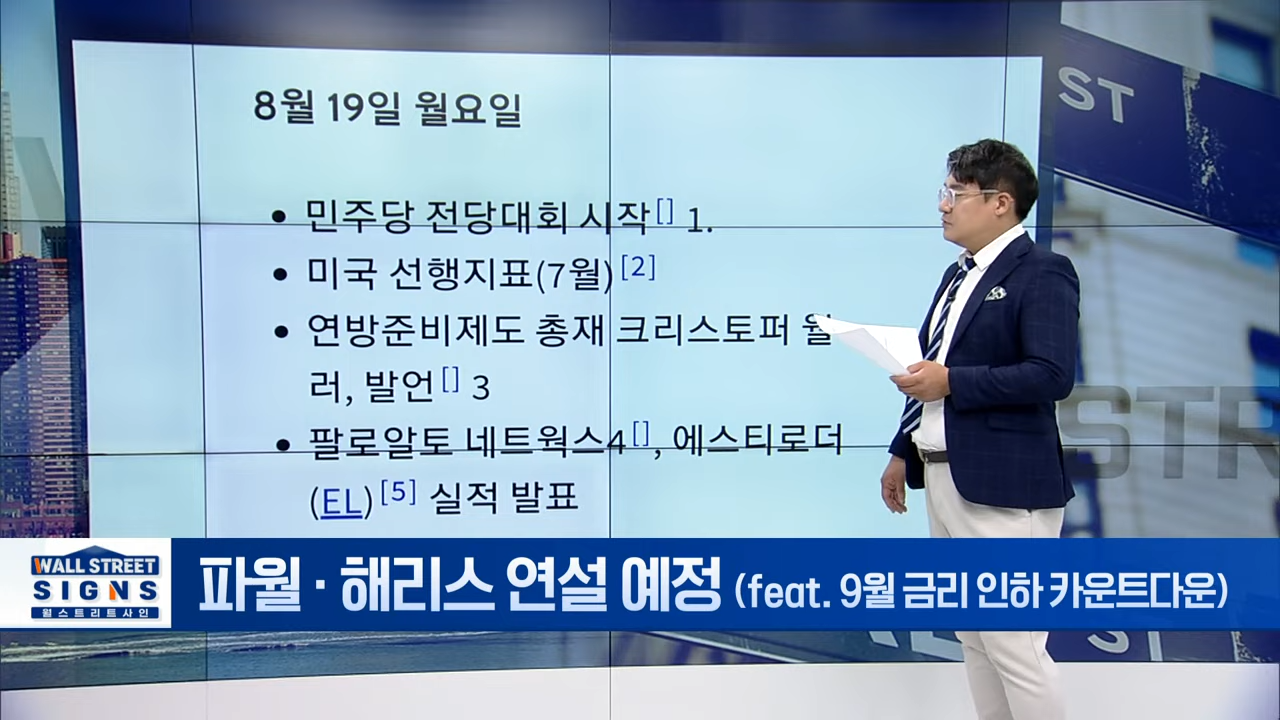 8월 19일 월요일
• 민주당 전당대회 시작[] 1.
• 미국 선행지표(7월)[2]
• 연방준비제도 총재 크리스토퍼 월
러, 발언[] 3
• 팔로알토 네트웍스4[], 에스티로더
(EL)[5] 실적 발표
ST
STR
WALL STREET
SIGNS
월스트리트사인
파월·해리스 연설 예정 (feat. 9월 금리 인하 카운트다운)